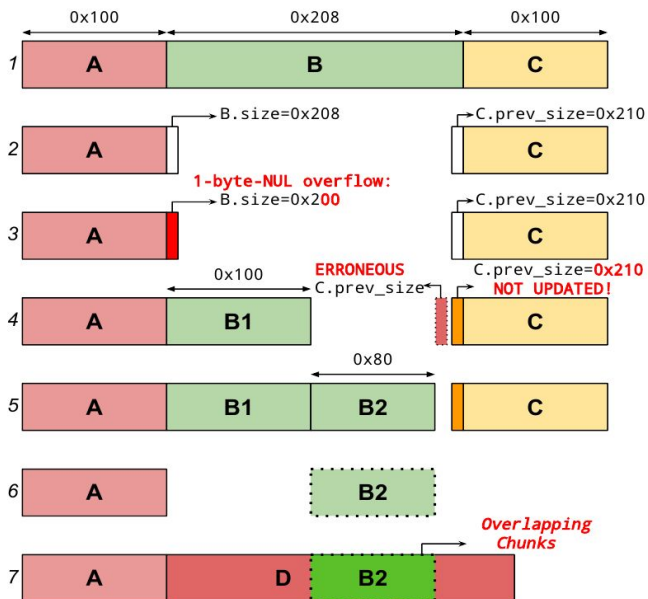 0x100 0x208 0x100
1 A B C
B.size=0x208 C.prev_size=0x210
2 A C
1-byte-NUL overflow:
B.size=0x200 C.prev_size=0x210
3 A C
0x100 ERRONEOUS C.prev_size=0x210
C.prev_size NOT UPDATED!
4 A B1 C
0x80
5 A B1 B2 C
6 A B2
Overlapping
Chunks
7 A D B2